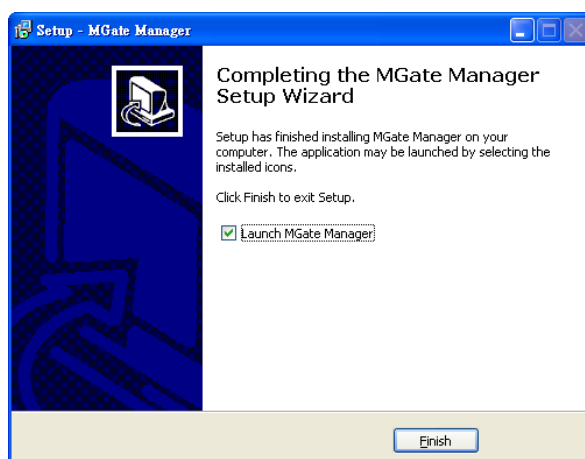 Setup - MGate Manager
Completing the MGate Manager
Setup Wizard
Setup has finished installing MGate Manager on your
computer. The application may be launched by selecting the
installed icons.
Click Finish to exit Setup.
Launch MGate Manager
Finish